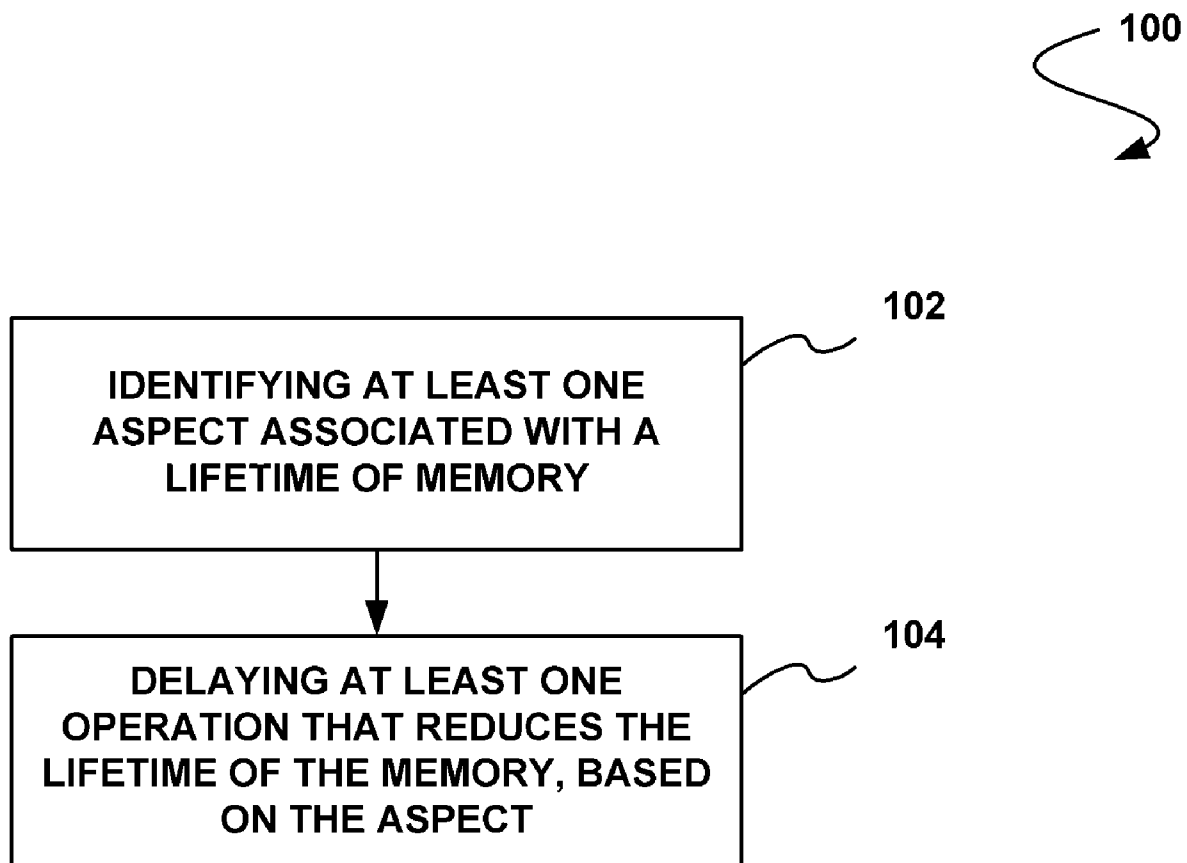 100
102
IDENTIFYING AT LEAST ONE
ASPECT ASSOCIATED WITH A
LIFETIME OF MEMORY
104
DELAYING AT LEAST ONE
OPERATION THAT REDUCES THE
LIFETIME OF THE MEMORY, BASED
ON THE ASPECT